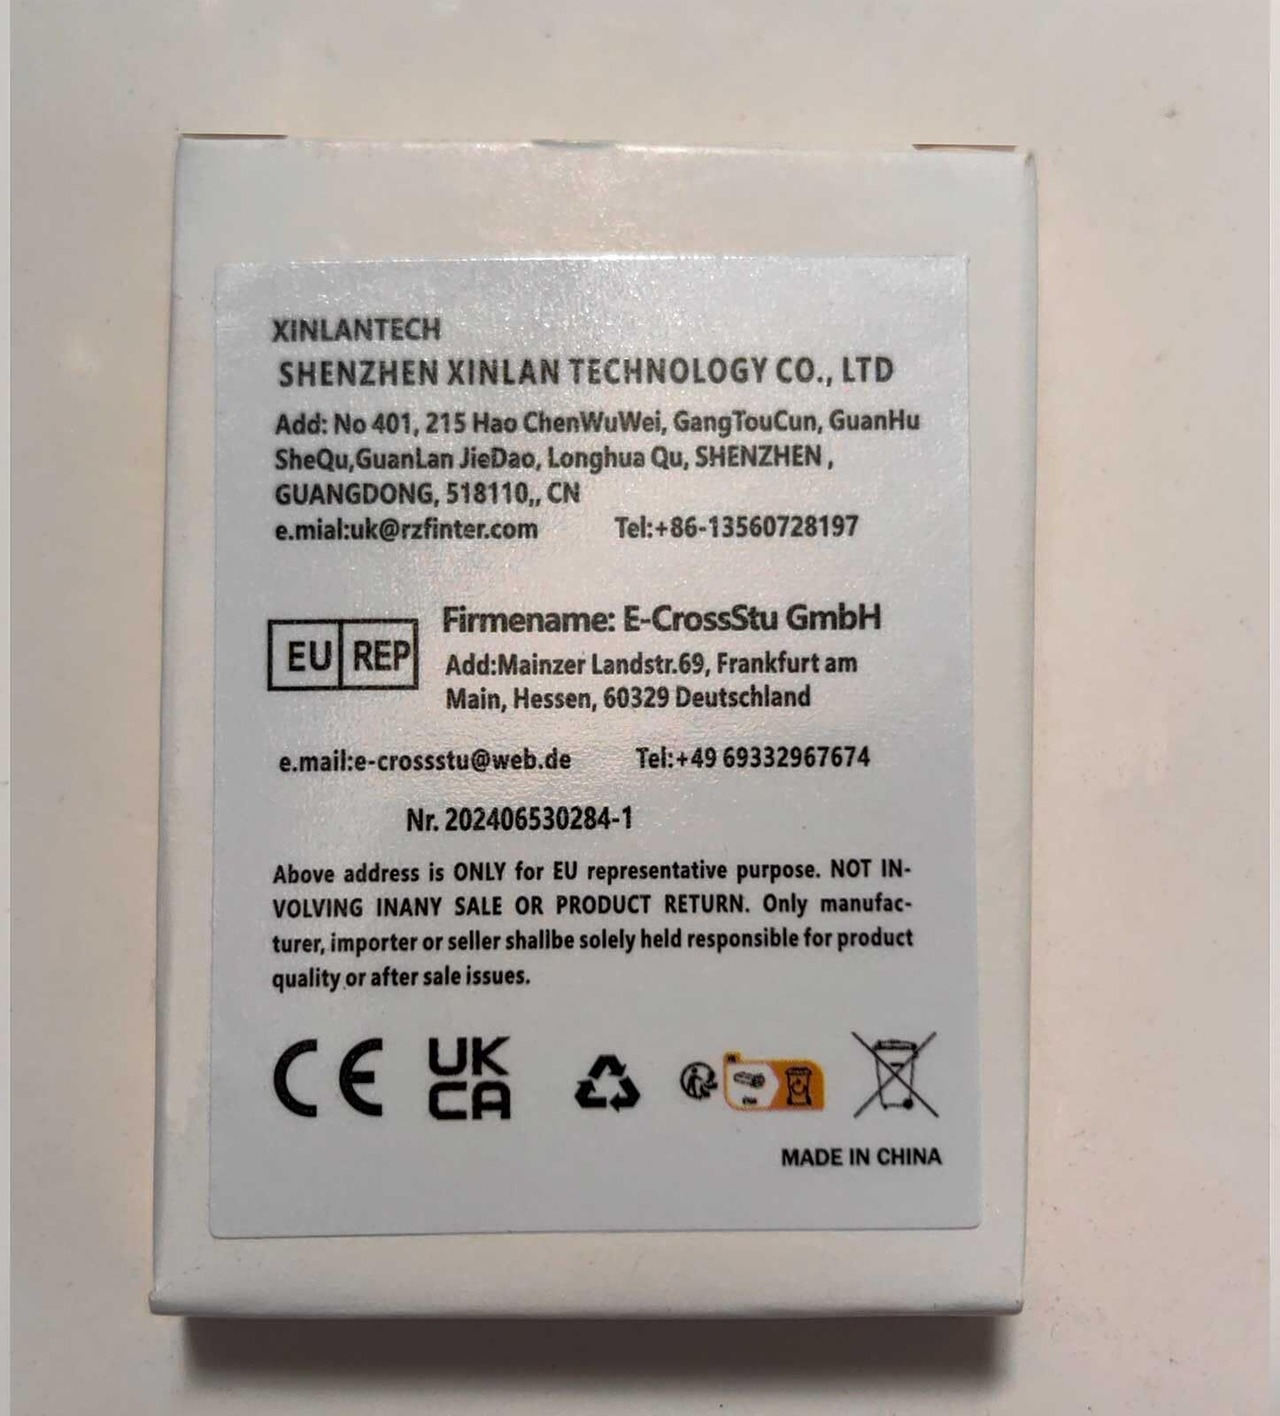 XINLANTECH
SHENZHEN XINLAN TECHNOLOGY CO., LTD
Add: No 401, 215 Hao ChenWuWei, GangTouCun, GuanHu
SheQu,GuanLan JieDao, Longhua Qu, SHENZHEN ,
GUANGDONG, 518110,, CN
e.mial:uk@rzfinter.com Tel:+86-13560728197
EU REP
Firmename: E-CrossStu GmbH
Add:Mainzer Landstr.69, Frankfurt am
Main, Hessen, 60329 Deutschland
e.mail:e-crossstu@web.de Tel:+49 69332967674
Nr. 202406530284-1
Above address is ONLY for EU representative purpose. NOT IN-
VOLVING INANY SALE OR PRODUCT RETURN. Only manufac-
turer, importer or seller shallbe solely held responsible for product
quality or after sale issues.
CE UK
CA
MADE IN CHINA